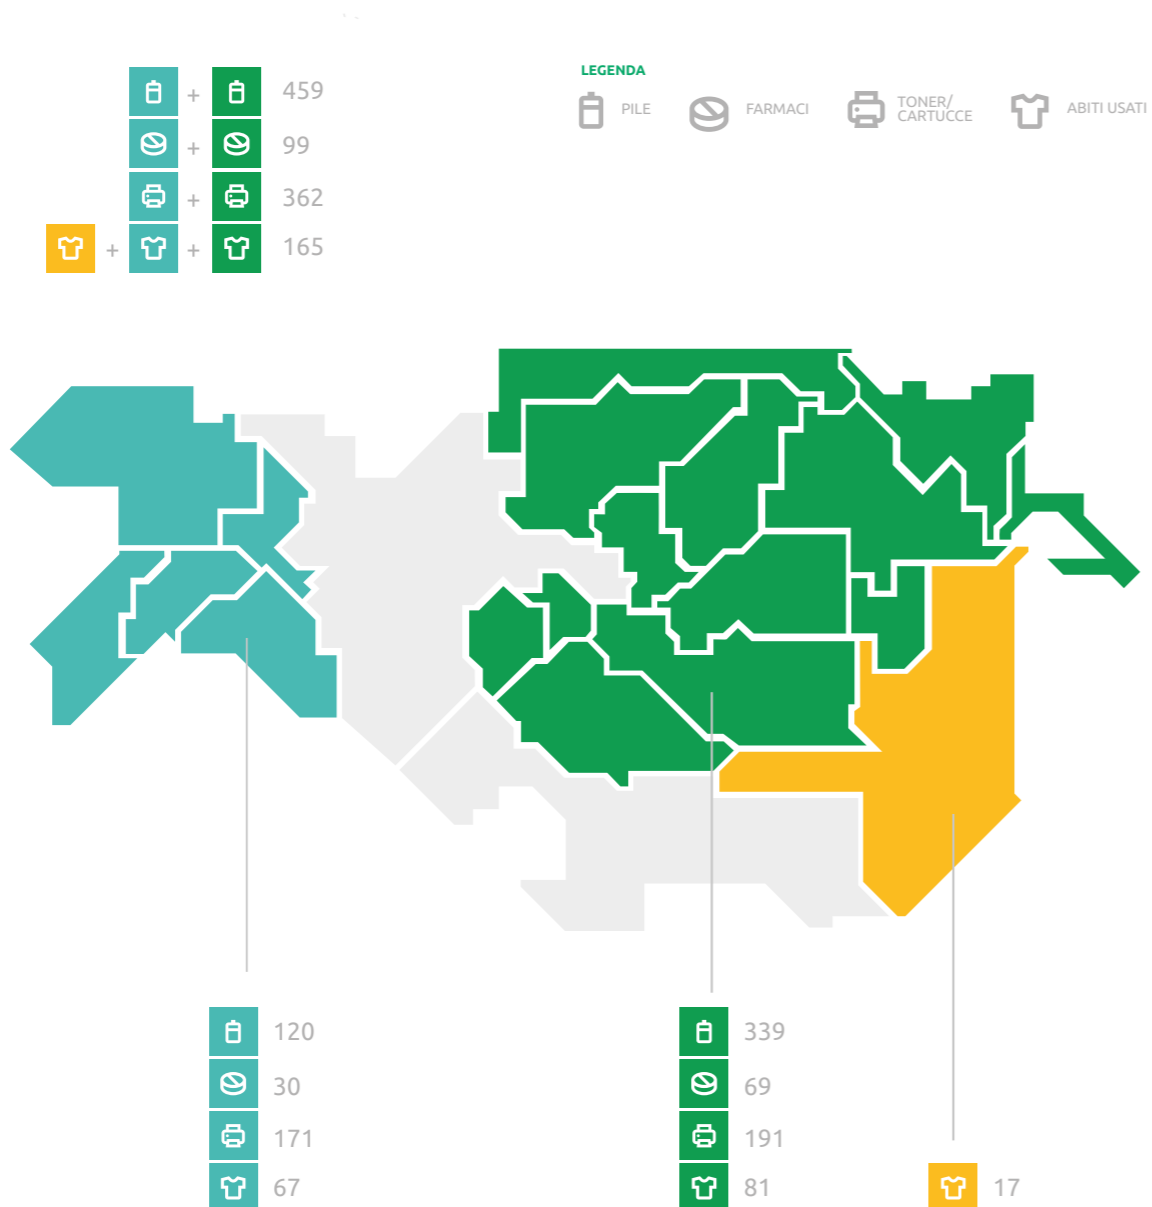 459
+
99
+
362
+
+ + 165
LEGENDA
PILE
FARMACI
TONER/
CARTUCCE
ABITI USATI
+
120
30
171
67
339
69
191
81
17